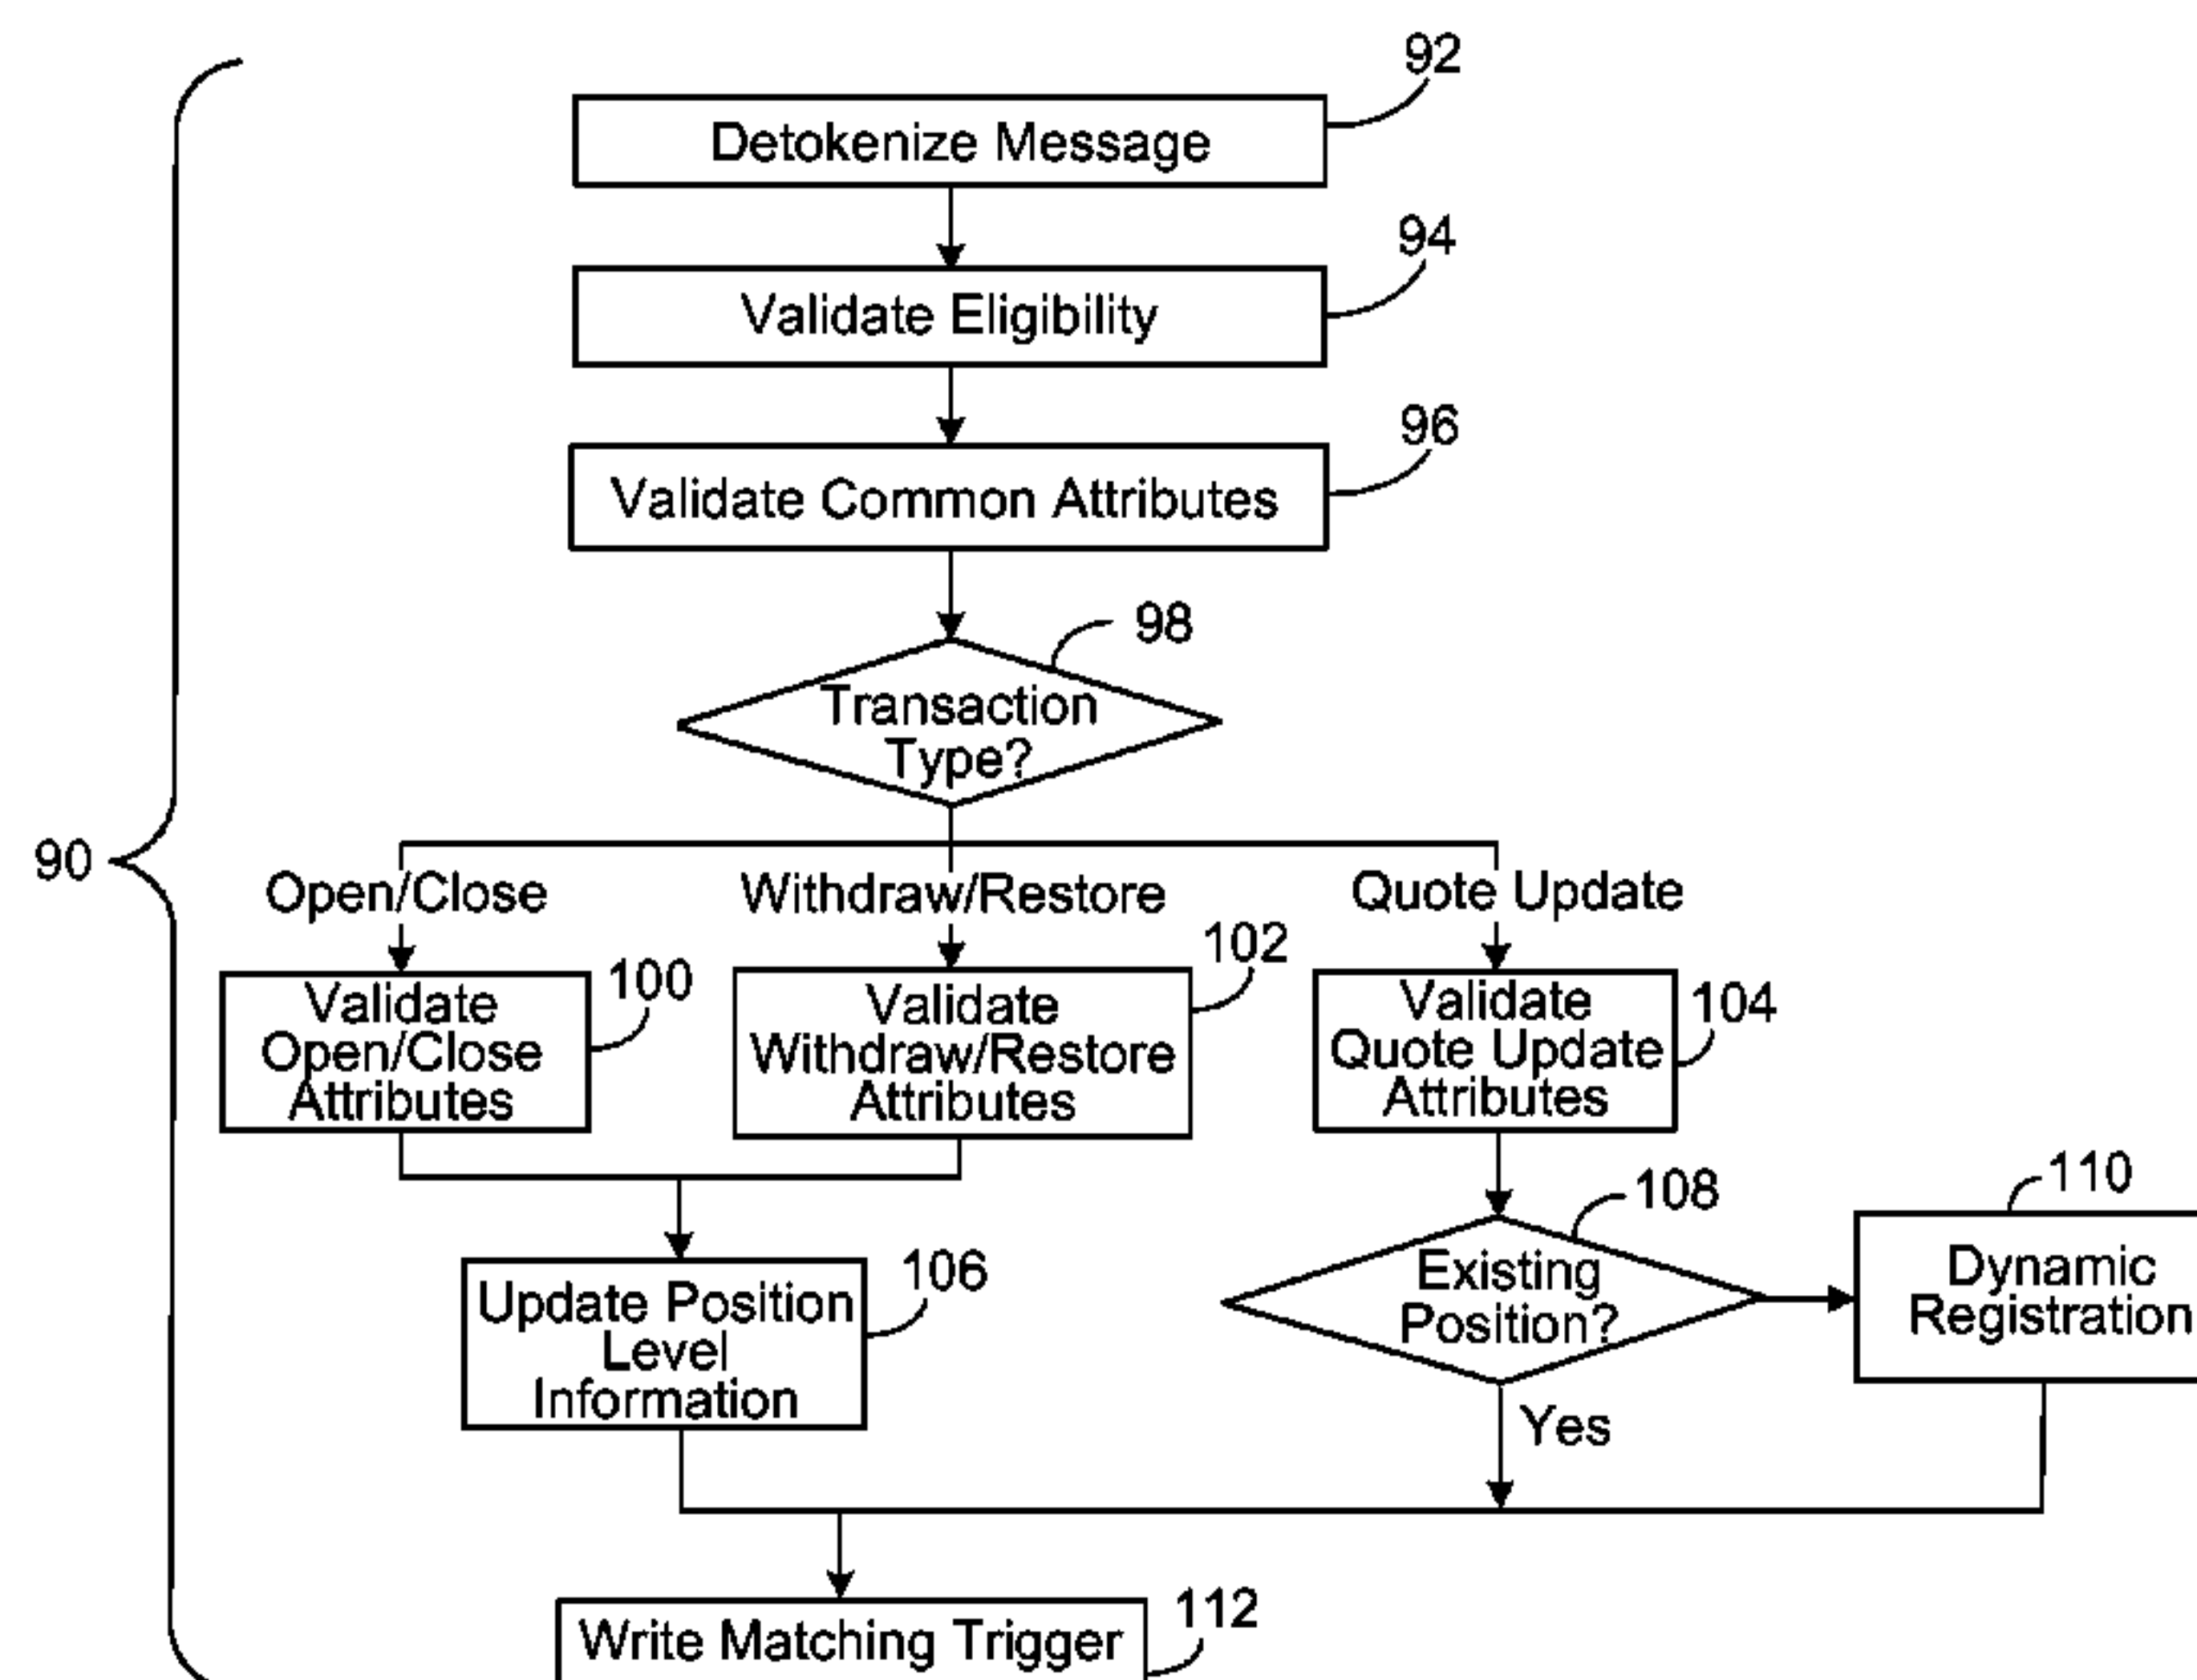 92
Detokenize Message
94
Validate Eligibility
96
Validate Common Attributes
98
Transaction
Type?
90
Open/Close
Withdraw/Restore
Quote Update
100
Validate
Open/Close
Attributes
102
Validate
Withdraw/Restore
Attributes
104
Validate
Quote Update
Attributes
106
Update Position
Level
Information
108
Existing
Position?
110
Dynamic
Registration
Yes
112
Write Matching Trigger